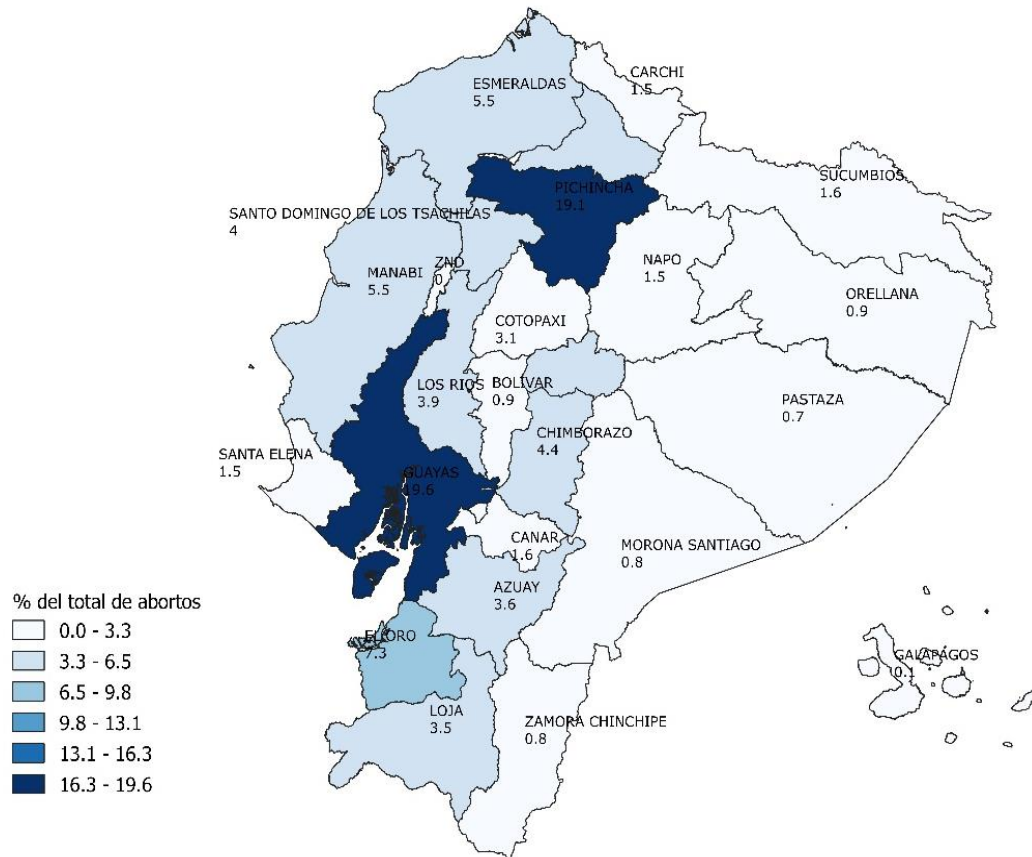 ESMERALDAS
5.5
CARCHI
1.5
PICHINCHA
19.1
SUCUMBIOS
1.6
SANTO DOMINGO DE LOS TSACHILAS
4
ZND
0
MANABI
5.5
NAPO
1.5
ORELLANA
0.9
COTOPAXI
3.1
LOS RIOS
3.9
BOLIVAR
0.9
PASTAZA
0.7
CHIMBORAZO
4.4
SANTA ELENA
1.5
GUAYAS
19.6
CANAR
1.6
MORONA SANTIAGO
0.8
AZUAY
3.6
EL ORO
7.3
GALAPÁGOS
0.1
LOJA
3.5
ZAMORA CHINCHIPE
0.8
% del total de abortos
0.0 - 3.3
3.3 - 6.5
6.5 - 9.8
9.8 - 13.1
13.1 - 16.3
16.3 - 19.6